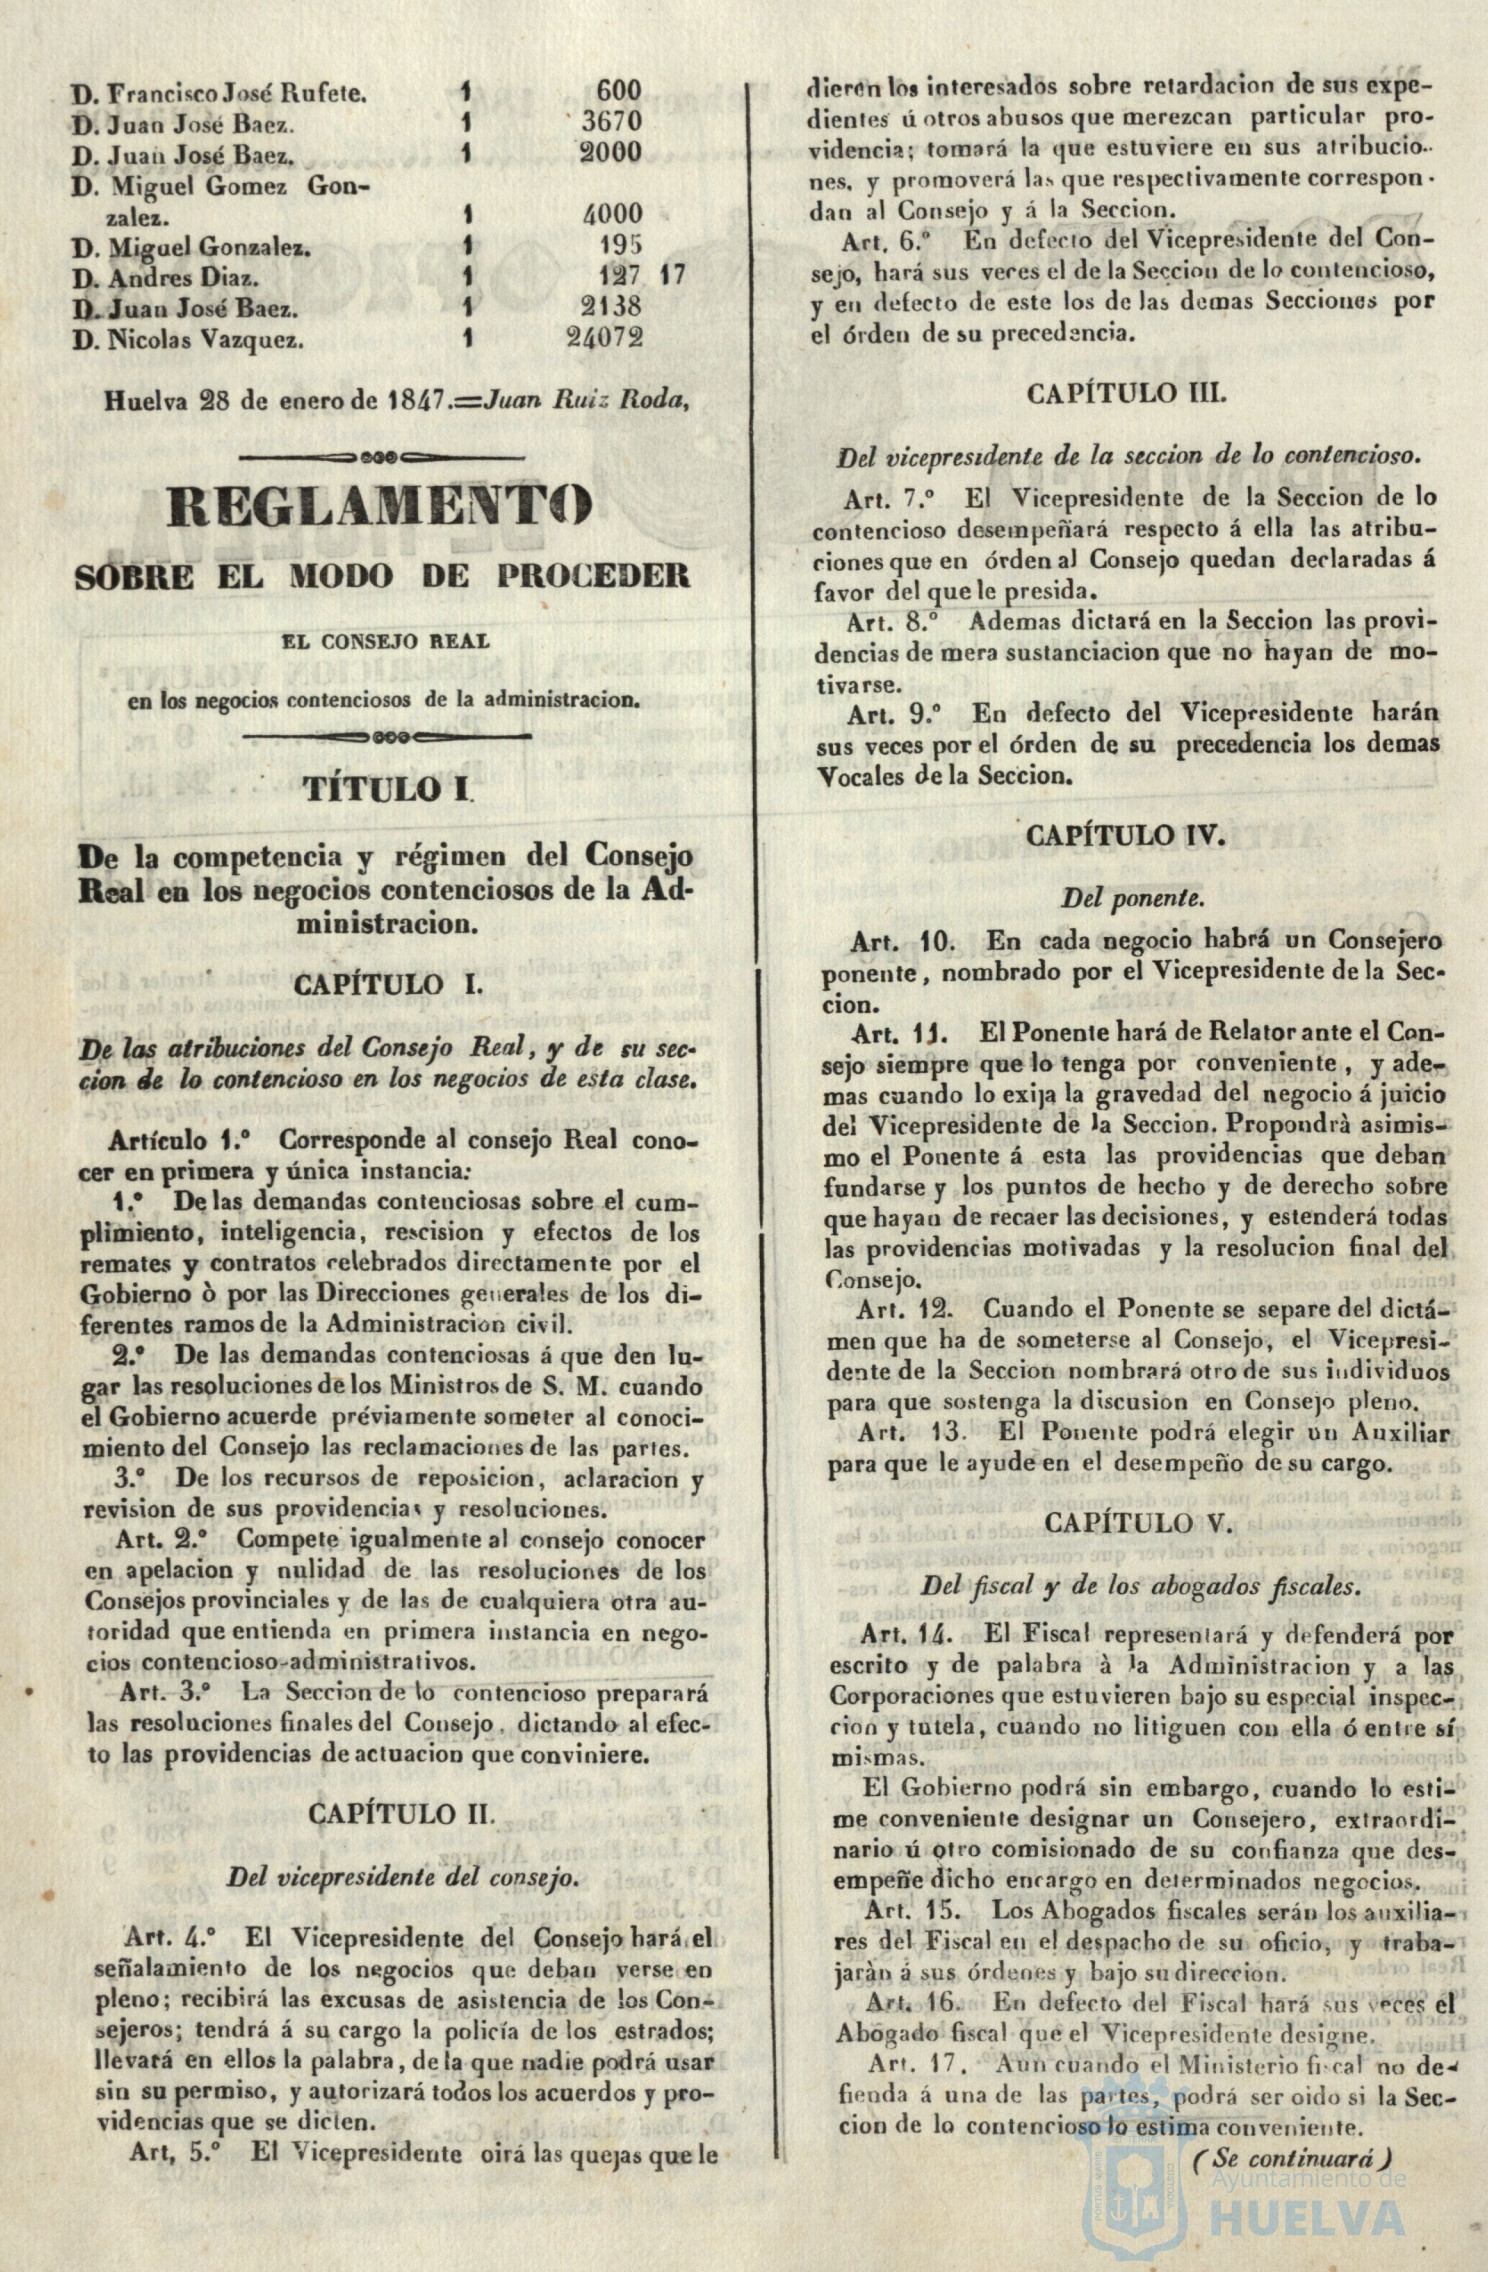 D. Francisco José Rufete. 1 600
D. Juan José Baez. 1 3670
D. Juan José Baez. 1 2000
D. Miguel Gomez Gon-
zalez. 1 4000
D. Miguel Gonzalez. 1 195
D. Andres Diaz. 1 127 17
D. Juan José Baez. 1 2138
D. Nicolas Vazquez. 1 24072
Huelva 28 de enero de 1847.=Juan Ruiz Roda,
REGLAMENTO
SOBRE EL MODO DE PROCEDER
EL CONSEJO REAL
en los negocios contenciosos de la administracion.
TÍTULO I.
De la competencia y régimen del Consejo
Real en los negocios contenciosos de la Ad-
ministracion.
CAPÍTULO I.
De las atribuciones del Consejo Real, y de su sec-
cion de lo contencioso en los negocios de esta clase.
Artículo 1.º Corresponde al consejo Real cono-
cer en primera y única instancia:
1.º De las demandas contenciosas sobre el cum-
plimiento, inteligencia, rescision y efectos de los
remates y contratos celebrados directamente por el
Gobierno ò por las Direcciones generales de los di-
ferentes ramos de la Administracion civil.
2.º De las demandas contenciosas á que den lu-
gar las resoluciones de los Ministros de S. M. cuando
el Gobierno acuerde préviamente someter al conoci-
miento del Consejo las reclamaciones de las partes.
3.º De los recursos de reposicion, aclaracion y
revision de sus providencias y resoluciones.
Art. 2.º Compete igualmente al consejo conocer
en apelacion y nulidad de las resoluciones de los
Consejos provinciales y de las de cualquiera otra au-
toridad que entienda en primera instancia en nego-
cios contencioso-administrativos.
Art. 3.º La Seccion de lo contencioso preparará
las resoluciones finales del Consejo, dictando al efec-
to las providencias de actuacion que conviniere.
CAPÍTULO II.
Del vicepresidente del consejo.
Art. 4.º El Vicepresidente del Consejo hará el
señalamiento de los negocios que deban verse en
pleno; recibirá las excusas de asistencia de los Con-
sejeros; tendrá á su cargo la policía de los estrados;
llevará en ellos la palabra, de la que nadie podrá usar
sin su permiso, y autorizará todos los acuerdos y pro-
videncias que se dicten.
Art, 5.º El Vicepresidente oirá las quejas que le
dieren los interesados sobre retardacion de sus expe-
dientes ú otros abusos que merezcan particular pro-
videncia; tomará la que estuviere en sus atribucio-
nes, y promoverá las que respectivamente correspon-
dan al Consejo y á la Seccion.
Art. 6.º En defecto del Vicepresidente del Con-
sejo, hará sus veces el de la Seccion de lo contencioso,
y en defecto de este los de las demas Secciones por
el órden de su precedencia.
CAPÍTULO III.
Del vicepresidente de la seccion de lo contencioso.
Art. 7.º El Vicepresidente de la Seccion de lo
contencioso desempeñará respecto á ella las atribu-
ciones que en órden al Consejo quedan declaradas á
favor del que le presida.
Art. 8.º Ademas dictará en la Seccion las provi-
dencias de mera sustanciacion que no hayan de mo-
tivarse.
Art. 9.º En defecto del Vicepresidente harán
sus veces por el órden de su precedencia los demas
Vocales de la Seccion.
CAPÍTULO IV.
Del ponente.
Art. 10. En cada negocio habrá un Consejero
ponente, nombrado por el Vicepresidente de la Sec-
cion.
Art. 11. El Ponente hará de Relator ante el Con-
sejo siempre que lo tenga por conveniente, y ade-
mas cuando lo exija la gravedad del negocio á juicio
del Vicepresidente de la Seccion. Propondrà asimis-
mo el Ponente á esta las providencias que deban
fundarse y los puntos de hecho y de derecho sobre
que hayan de recaer las decisiones, y estenderá todas
las providencias motivadas y la resolucion final del
Consejo.
Art. 12. Cuando el Ponente se separe del dictá-
men que ha de someterse al Consejo, el Vicepresi-
dente de la Seccion nombrará otro de sus individuos
para que sostenga la discusion en Consejo pleno.
Art. 13. El Ponente podrá elegir un Auxiliar
para que le ayude en el desempeño de su cargo.
CAPÍTULO V.
Del fiscal y de los abogados fiscales.
Art. 14. El Fiscal representará y defenderá por
escrito y de palabra à la Administracion y a las
Corporaciones que estuvieren bajo su especial inspec-
cion y tutela, cuando no litiguen con ella ó entre sí
mismas.
El Gobierno podrá sin embargo, cuando lo esti-
me conveniente designar un Consejero, extraordi-
nario ú otro comisionado de su confianza que des-
empeñe dicho encargo en determinados negocios.
Art. 15. Los Abogados fiscales serán los auxilia-
res del Fiscal en el despacho de su oficio, y traba-
jaràn á sus órdenes y bajo su direccion.
Art. 16. En defecto del Fiscal hará sus veces el
Abogado fiscal que el Vicepresidente designe.
Art. 17. Aun cuando el Ministerio fiscal no de-
fienda á una de las partes, podrá ser oido si la Sec-
cion de lo contencioso lo estima conveniente.
(Se continuará)
Ayuntamiento de
HUELVA